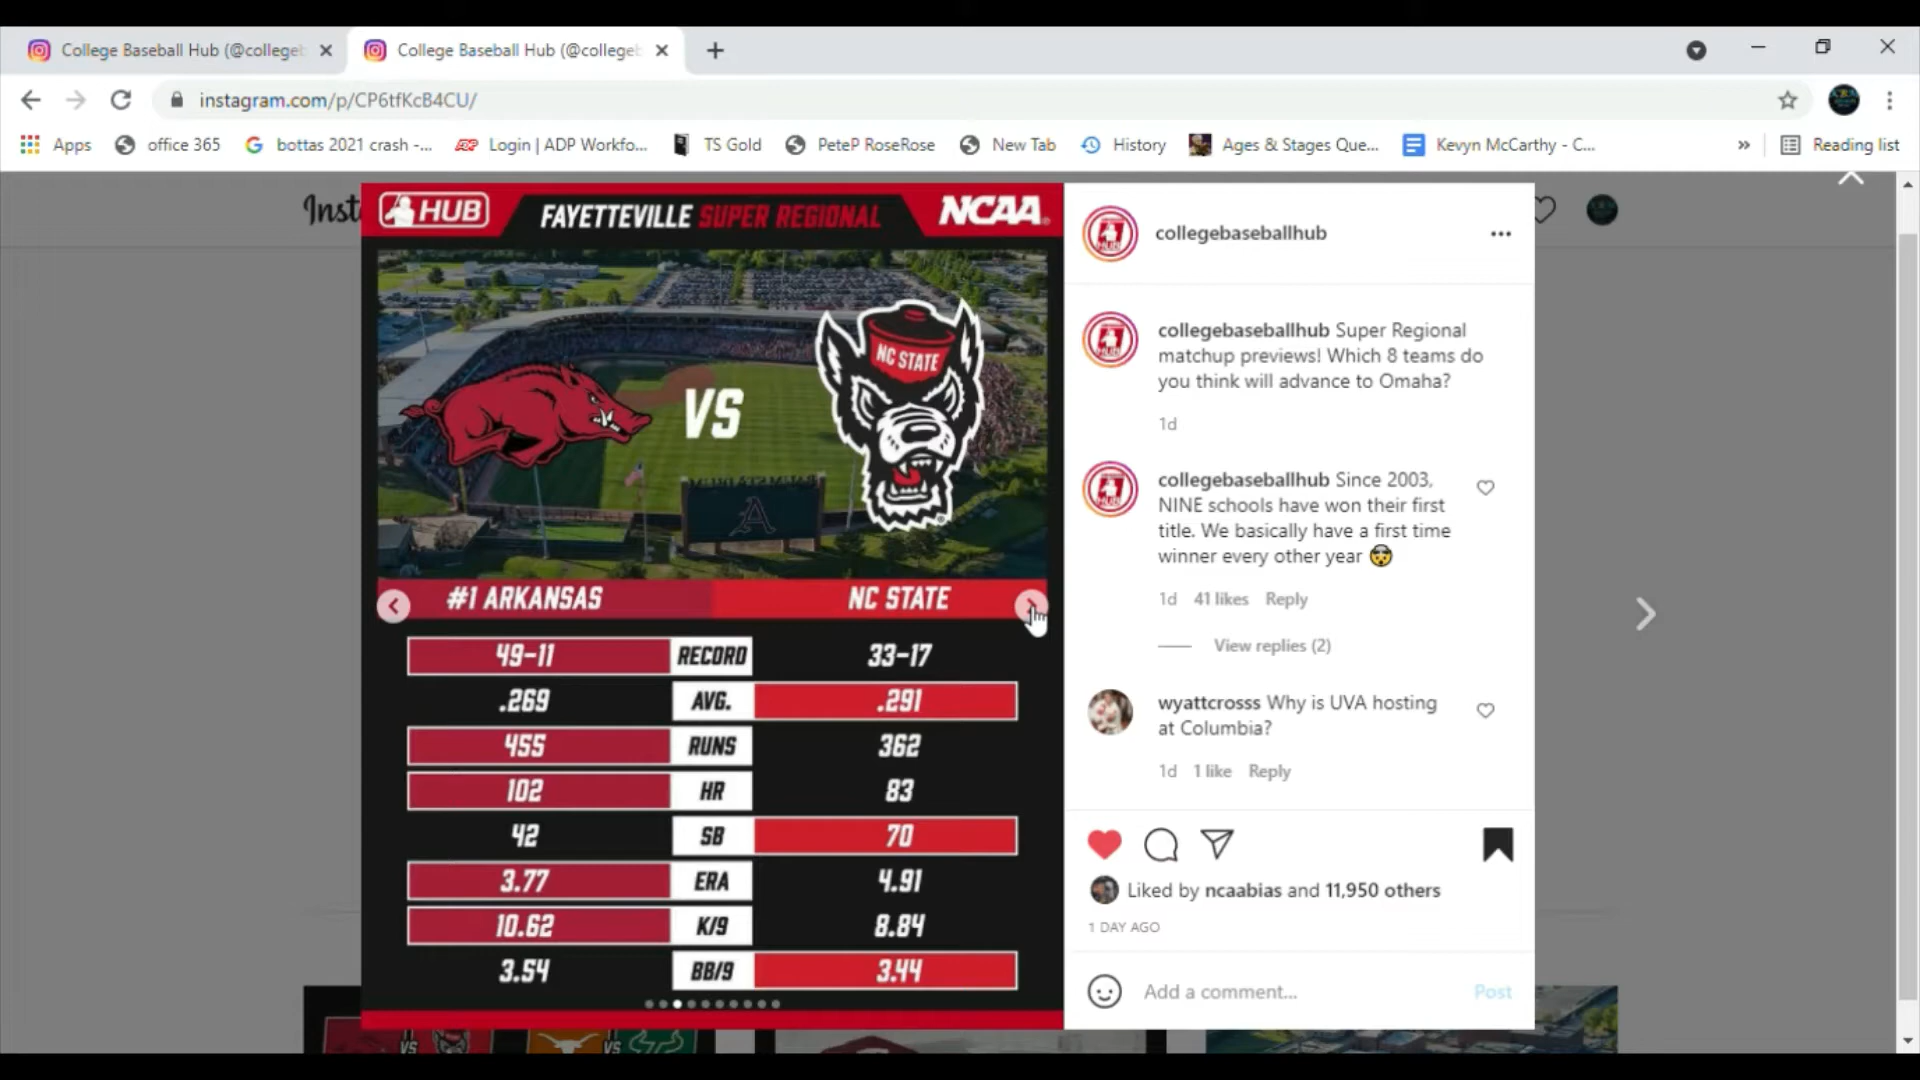 College Baseball Hub (@colleget
College Baseball Hub (@colleget
instagram.com/p/CP6tfKcB4CU/
Apps
office 365
bottas 2021 crash -...
Login | ADP Workfo...
TS Gold
PeteP RoseRose
New Tab
History
Ages & Stages Que...
Kevyn McCarthy - C...
»
Reading list
Inst
HUB
FAYETTEVILLE SUPER REGIONAL
NCAA
NC STATE
VS
A
#1 ARKANSAS
NC STATE
49-11 RECORD 33-17
.269 AVG. .291
455 RUNS 362
102 HR 83
42 SB 70
3.77 ERA 4.91
10.62 K/9 8.84
3.54 BB/9 3.44
collegebaseballhub
collegebaseballhub Super Regional
matchup previews! Which 8 teams do
you think will advance to Omaha?
1d
collegebaseballhub Since 2003,
NINE schools have won their first
title. We basically have a first time
winner every other year 🤯
1d 41 likes Reply
View replies (2)
wyattcrosss Why is UVA hosting
at Columbia?
1d 1 like Reply
Liked by ncaabias and 11,950 others
1 DAY AGO
Add a comment...
Post
VS
VS